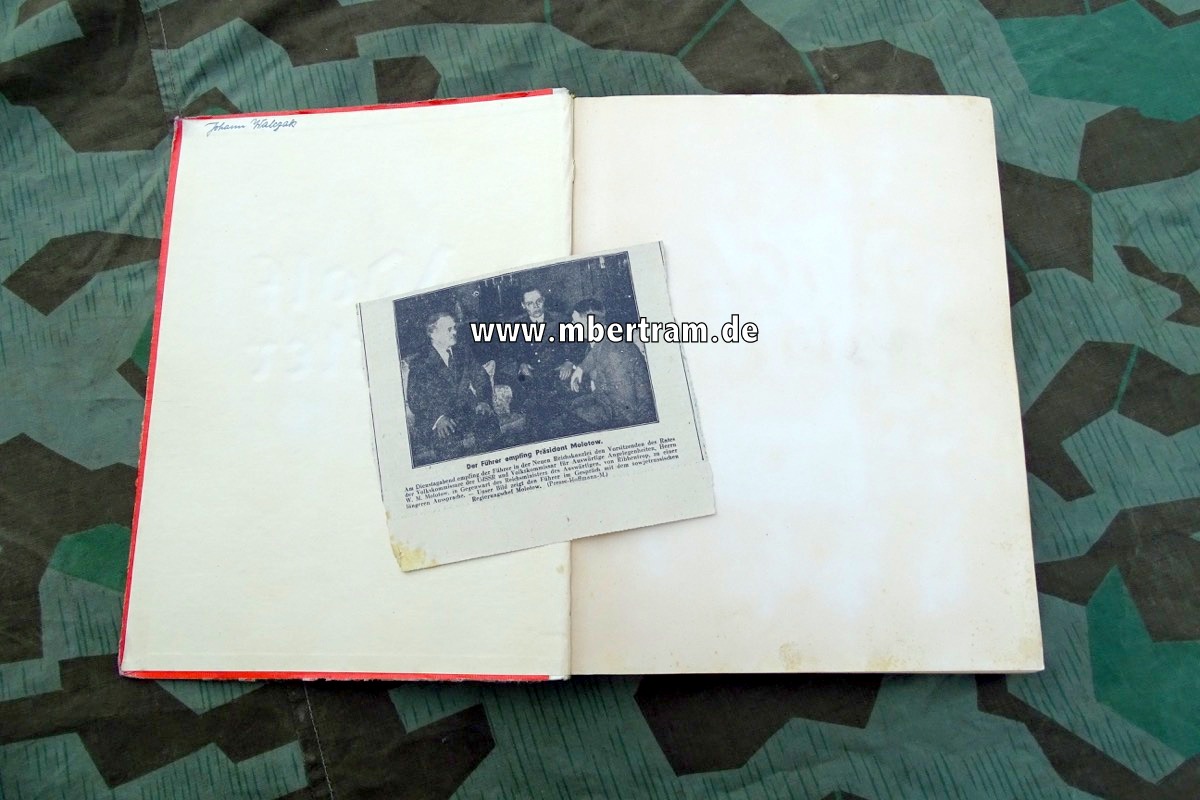 Johann Walczak
www.mbertram.de
Der Führer empfing Präsident Molotow.
Am Dienstagabend empfing der Führer in der Neuen Reichskanzlei den Vorsitzenden des Rates
der Volkskommissare der UdSSR und Volkskommissar für Auswärtige Angelegenheiten, Herrn
W. M. Molotow, in Gegenwart des Reichsministers des Auswärtigen, von Ribbentrop, zu einer
längeren Aussprache. — Unser Bild zeigt den Führer im Gespräch mit dem sowjetrussischen
Regierungschef Molotow. (Presse-Hoffmann-M.)